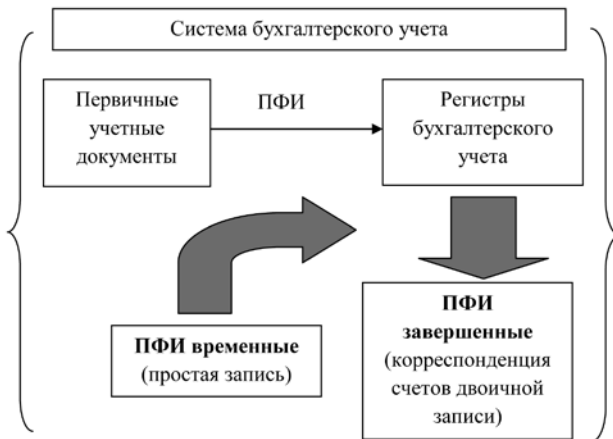 Система бухгалтерского учета
Первичные
учетные
документы
ПФИ
Регистры
бухгалтерского
учета
ПФИ временные
(простая запись)
ПФИ
завершенные
(корреспонденция
счетов двоичной
записи)